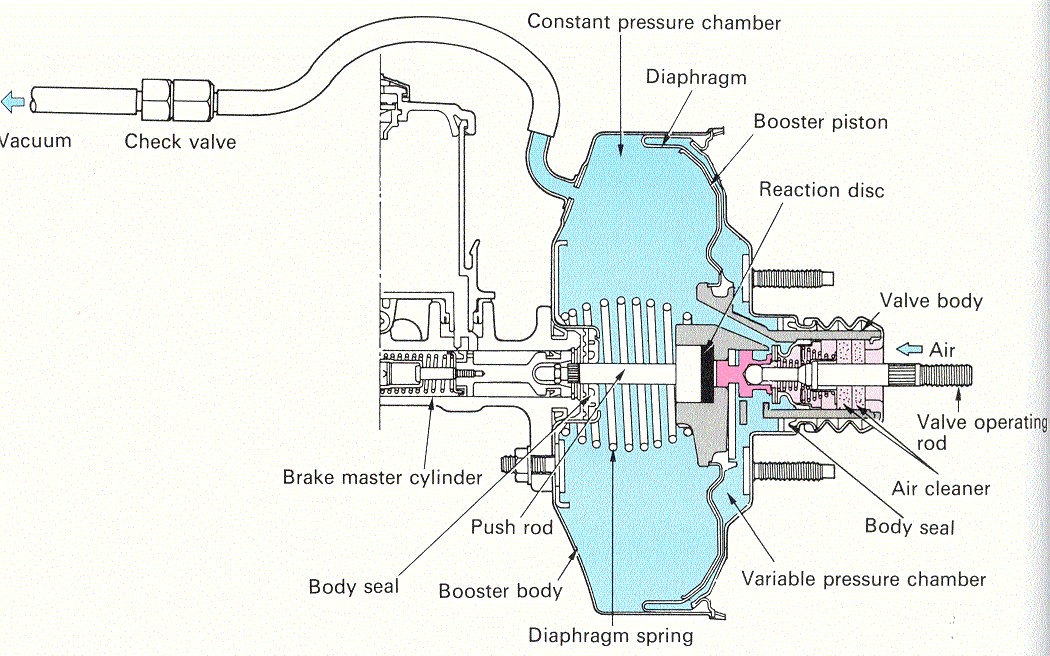 Constant pressure chamber
Diaphragm
Booster piston
Vacuum
Check valve
Reaction disc
Valve body
Air
Valve operating
rod
Brake master cylinder
Air cleaner
Push rod
Body seal
Body seal
Booster body
Variable pressure chamber
Diaphragm spring